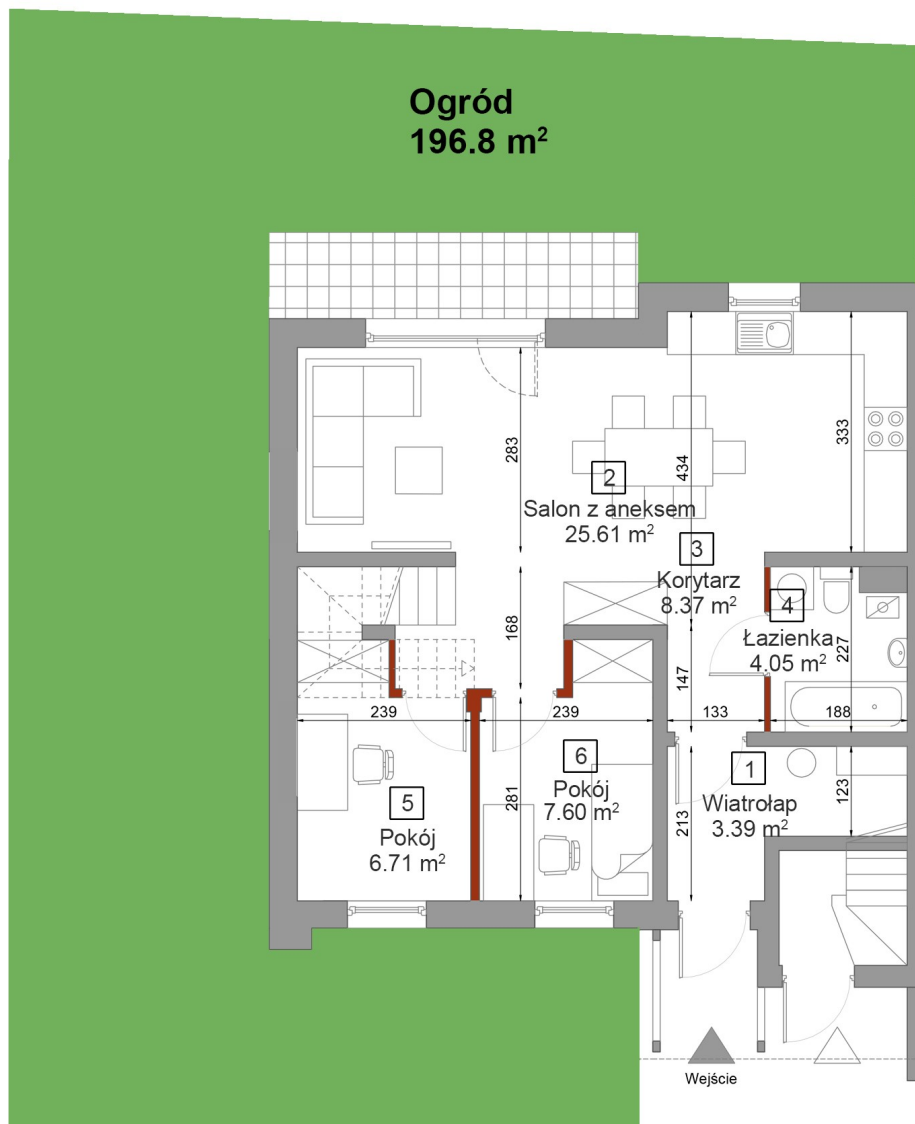 Ogród
196.8 m²
283
434
333
2
Salon z aneksem
25.61 m²
3
Korytarz
8.37 m²
4
Łazienka
4.05 m²
168
147
227
239
239
133
188
1
Wiatrołap
3.39 m²
6
Pokój
7.60 m²
5
Pokój
6.71 m²
281
213
123
Wejście